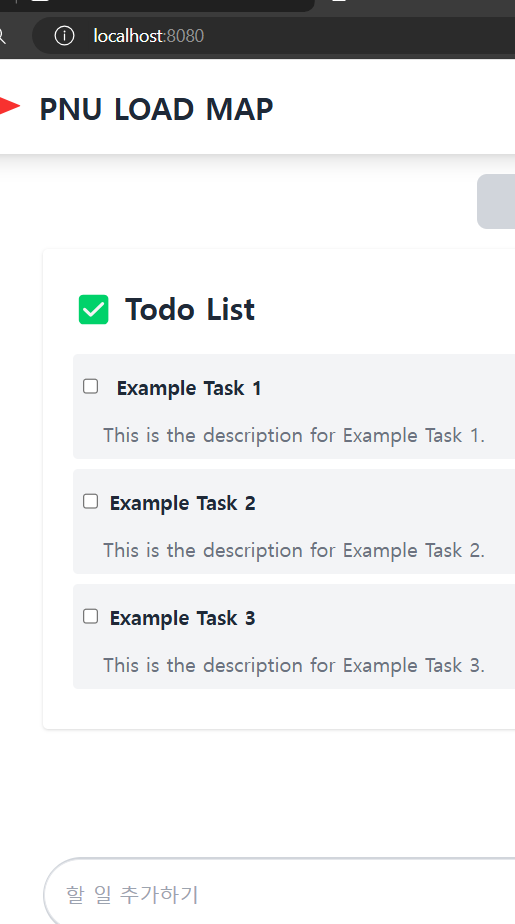 localhost:8080
PNU LOAD MAP
Todo List
Example Task 1
This is the description for Example Task 1.
Example Task 2
This is the description for Example Task 2.
Example Task 3
This is the description for Example Task 3.
할 일 추가하기